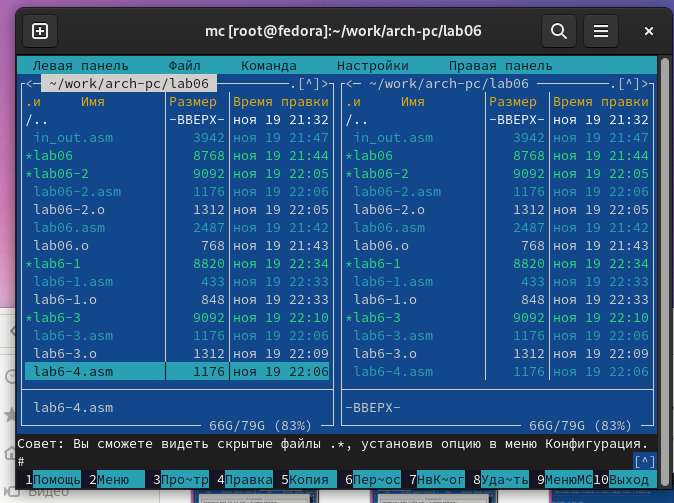 mc [root@fedora]:~/work/arch-pc/lab06
Левая панель Файл Команда Настройки Правая панель
<─ ~/work/arch-pc/lab06 ─.[^]> <─ ~/work/arch-pc/lab06 ─.[^]>
.и Имя Размер Время правки .и Имя Размер Время правки
/.. -ВВЕРХ- ноя 19 21:32 /.. -ВВЕРХ- ноя 19 21:32
in_out.asm 3942 ноя 19 21:47 in_out.asm 3942 ноя 19 21:47
*lab06 8768 ноя 19 21:44 *lab06 8768 ноя 19 21:44
*lab06-2 9092 ноя 19 22:05 *lab06-2 9092 ноя 19 22:05
lab06-2.asm 1176 ноя 19 22:06 lab06-2.asm 1176 ноя 19 22:06
lab06-2.o 1312 ноя 19 22:05 lab06-2.o 1312 ноя 19 22:05
lab06.asm 2487 ноя 19 21:42 lab06.asm 2487 ноя 19 21:42
lab06.o 768 ноя 19 21:43 lab06.o 768 ноя 19 21:43
*lab6-1 8820 ноя 19 22:34 *lab6-1 8820 ноя 19 22:34
lab6-1.asm 433 ноя 19 22:33 lab6-1.asm 433 ноя 19 22:33
lab6-1.o 848 ноя 19 22:33 lab6-1.o 848 ноя 19 22:33
*lab6-3 9092 ноя 19 22:10 *lab6-3 9092 ноя 19 22:10
lab6-3.asm 1176 ноя 19 22:06 lab6-3.asm 1176 ноя 19 22:06
lab6-3.o 1312 ноя 19 22:09 lab6-3.o 1312 ноя 19 22:09
lab6-4.asm 1176 ноя 19 22:06 lab6-4.asm 1176 ноя 19 22:06
lab6-4.asm -ВВЕРХ-
66G/79G (83%) 66G/79G (83%)
Совет: Вы сможете видеть скрытые файлы .*, установив опцию в меню Конфигурация.
# [^]
1Помощь 2Меню 3Про~тр 4Правка 5Копия 6Пер~ос 7НвК~ог 8Уда~ть 9МенюMC 10Выход
Видео